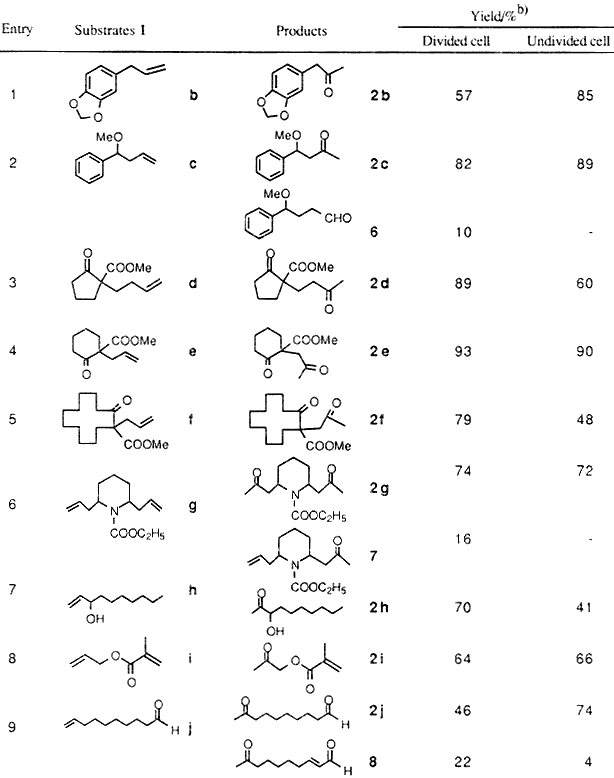 Yield/% b)
Entry Substrates 1 Products Divided cell Undivided cell
1 b 2b 57 85
O O O
MeO MeO O
2 c 2c 82 89
MeO
CHO
6 10 -
O COOMe O COOMe
3 d 2d 89 60
O
COOMe COOMe
4 e 2e 93 90
O O O
O O O
5 f 2f 79 48
COOMe COOMe
74 72
O O
6 g 2g
N N
COOC2H5 COOC2H5
7 16 -
N
COOC2H5
7 h 2h 70 41
O
OH OH
8 i 2i 64 66
O O O O O
9 j 2j 46 74
O H O O H
8 22 4
O O H